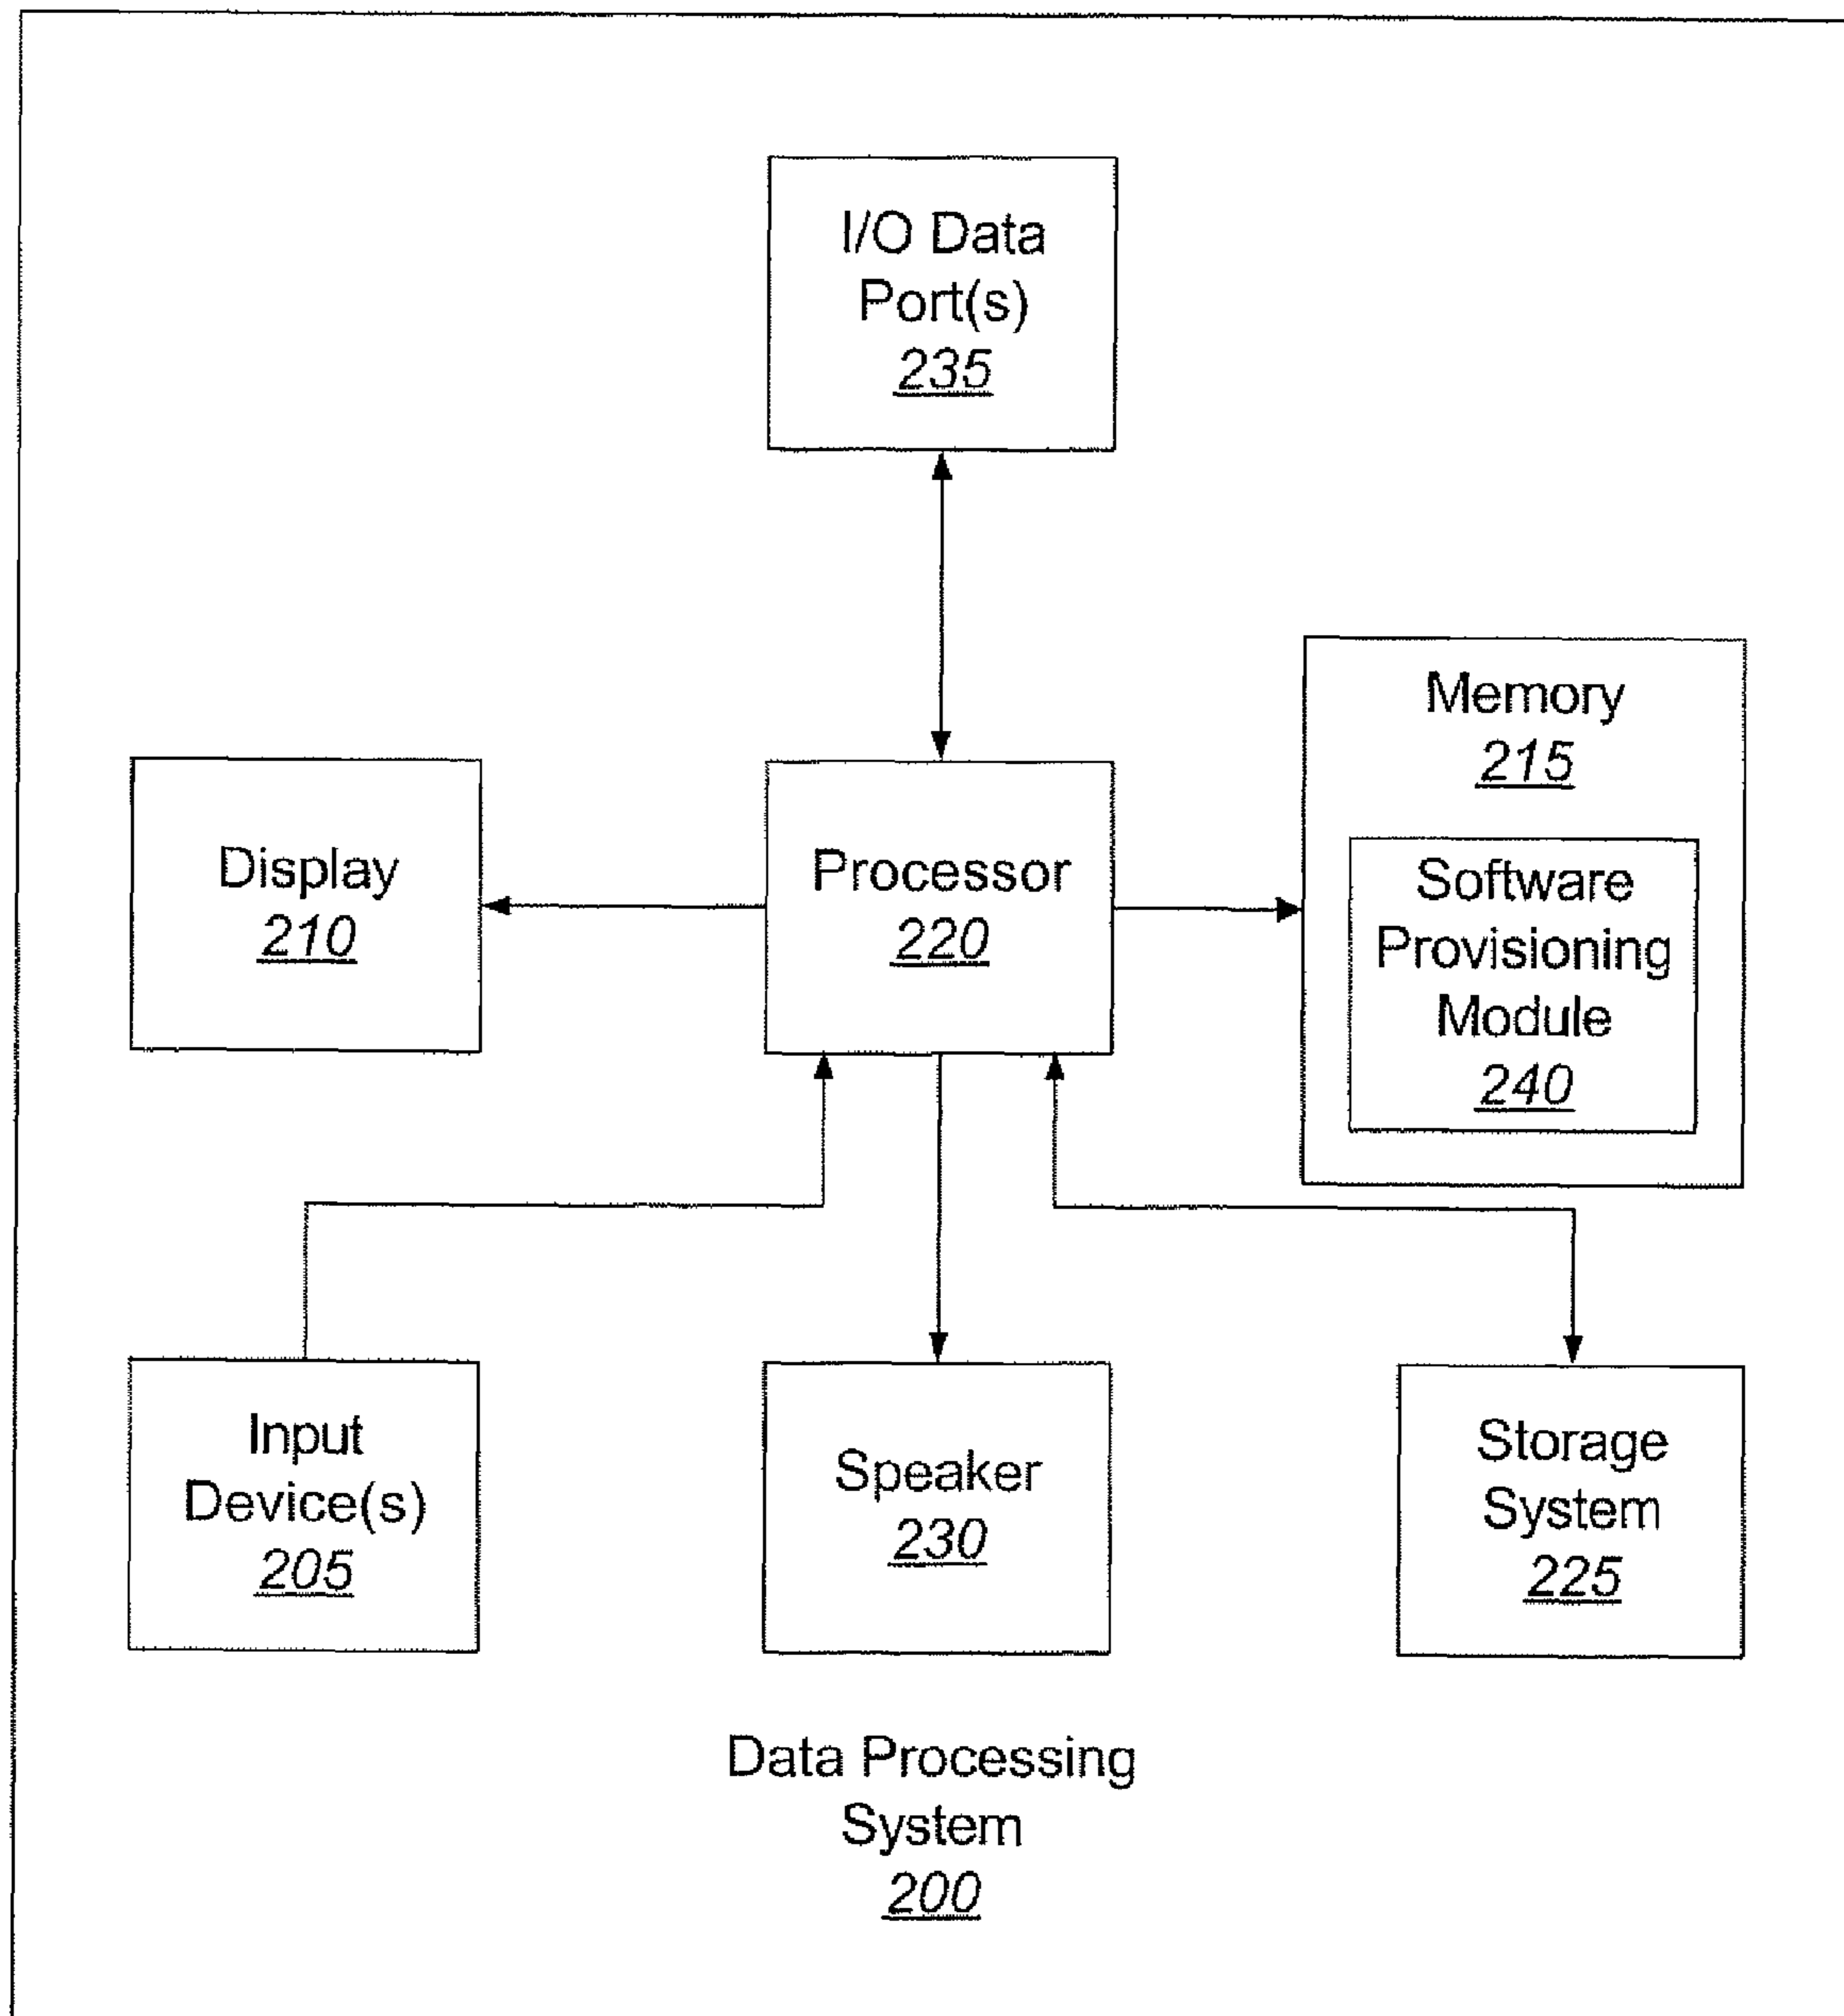 I/O Data
Port(s)
235
Memory
215
Display
210
Processor
220
Software
Provisioning
Module
240
Input
Device(s)
205
Speaker
230
Storage
System
225
Data Processing
System
200